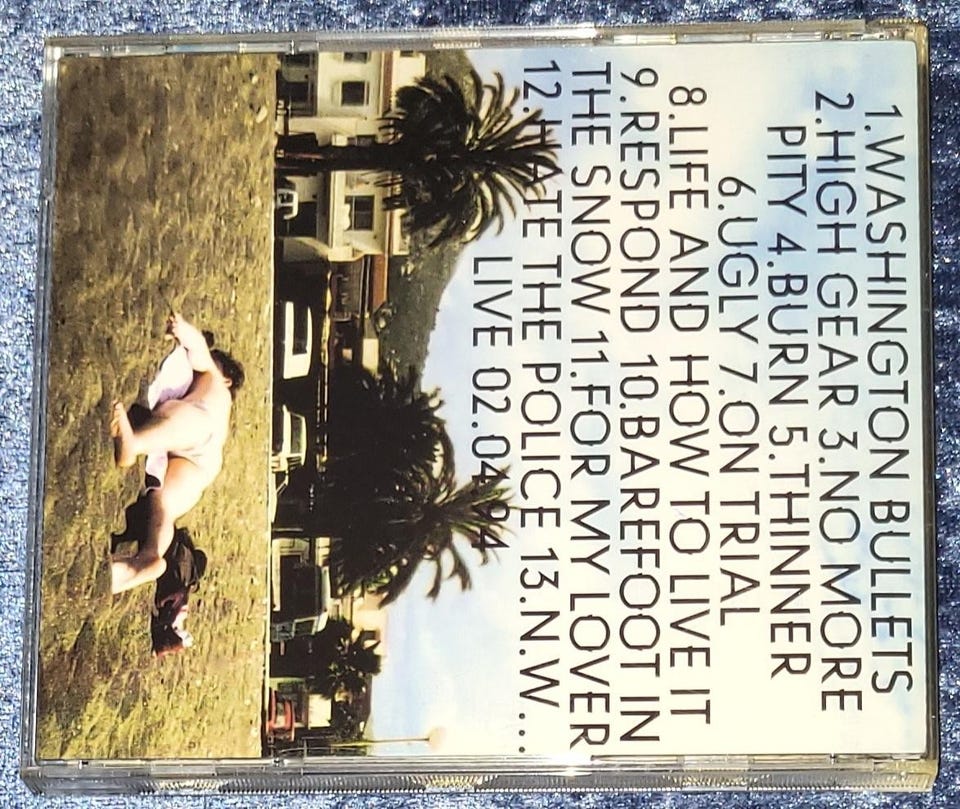 1.WASHINGTON BULLETS
2.HIGH GEAR 3.NO MORE
PITY 4.BURN 5.THINNER
6.UGLY 7.ON TRIAL
8.LIFE AND HOW TO LIVE IT
9.RESPOND 10.BAREFOOT IN
THE SNOW 11.FOR MY LOVER
12.HATE THE POLICE 13.N.W...
LIVE 02.04.94